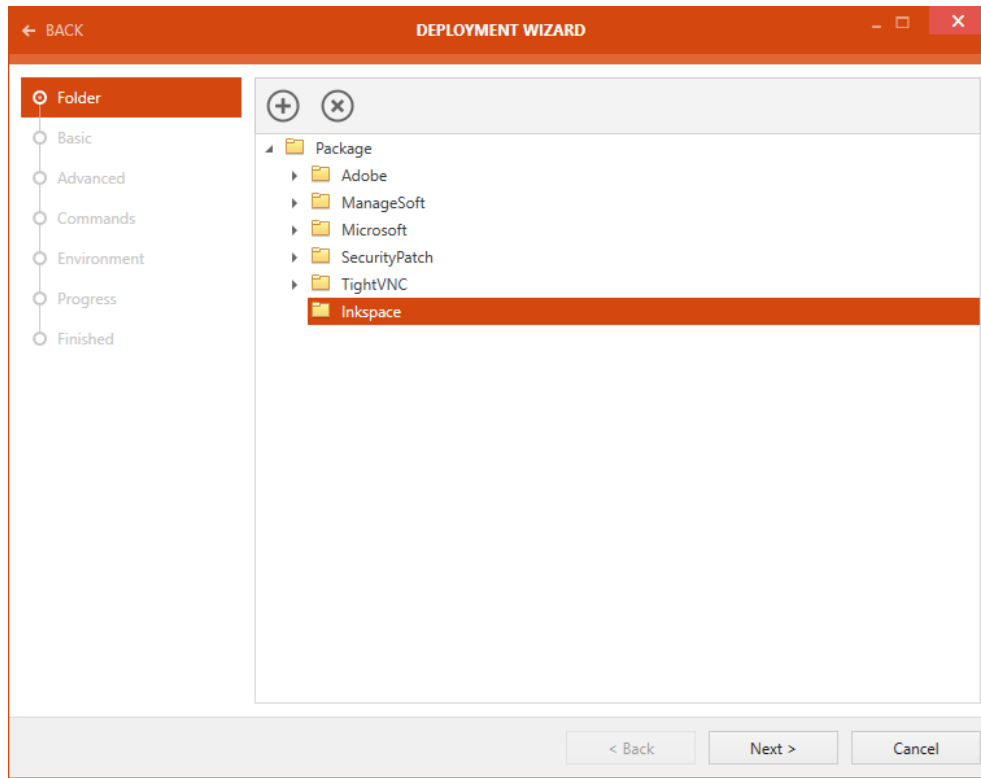 BACK
DEPLOYMENT WIZARD
Folder
Basic
Advanced
Commands
Environment
Progress
Finished
Package
Adobe
ManageSoft
Microsoft
SecurityPatch
TightVNC
Inkspace
< Back
Next >
Cancel